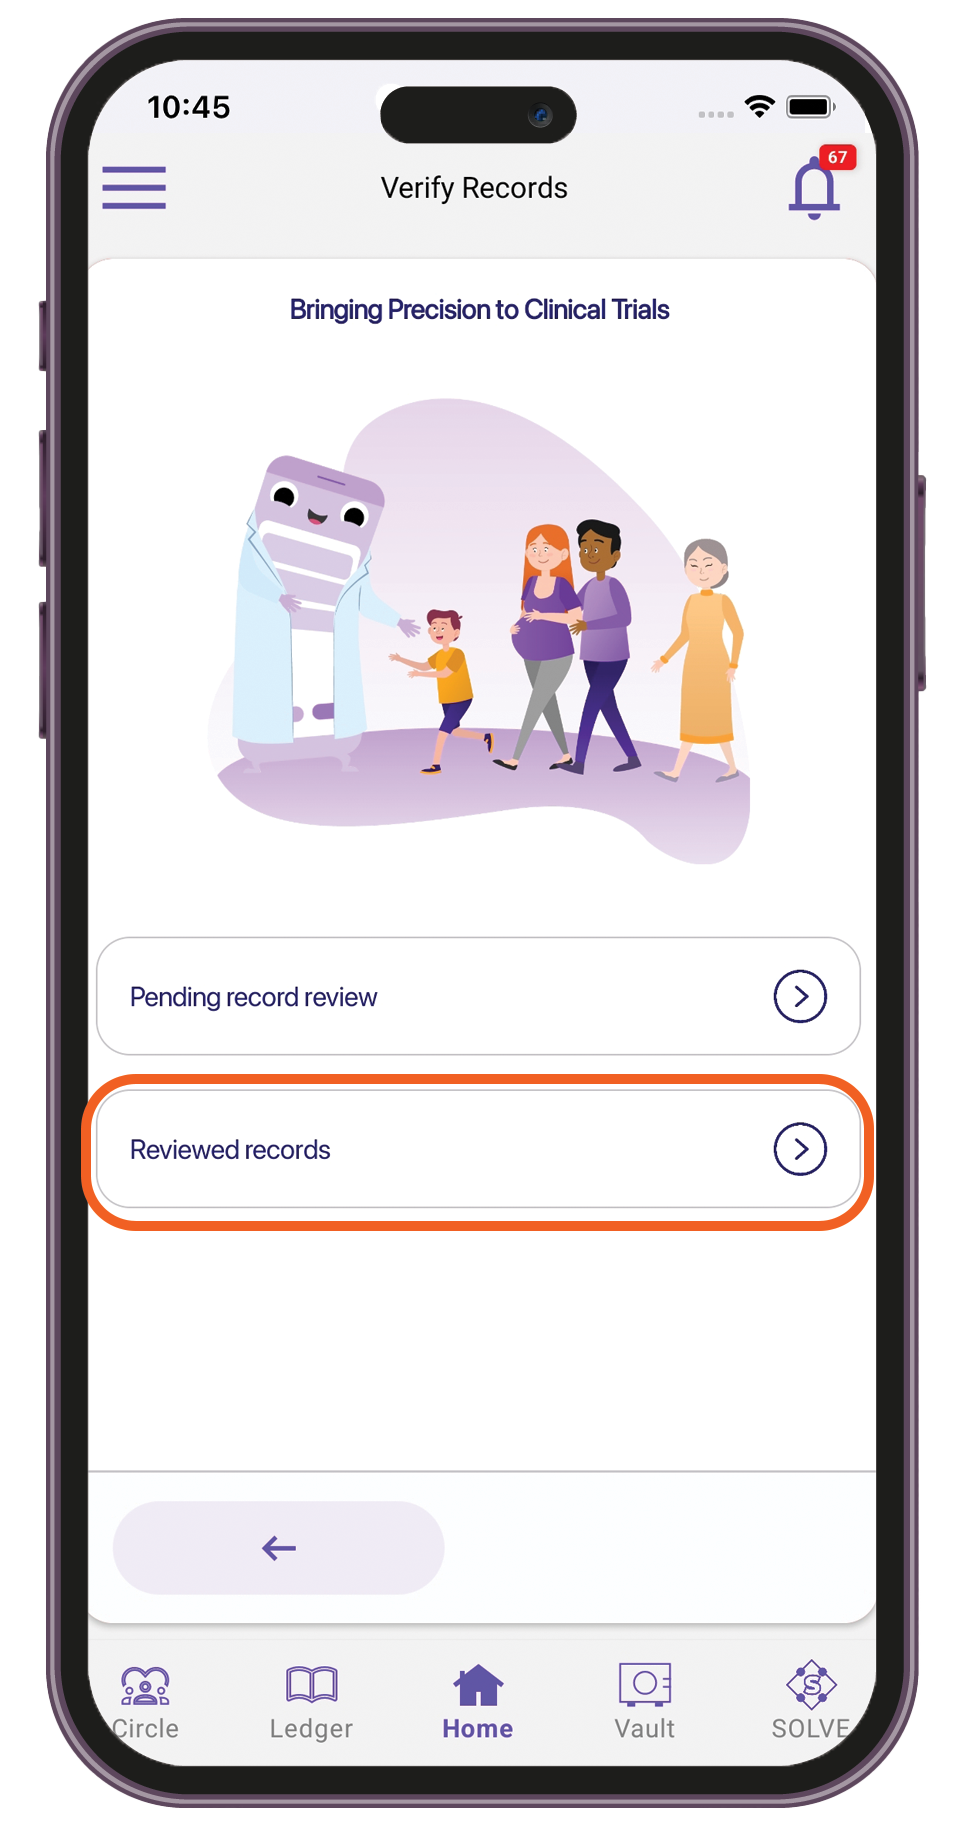 10:45
67
Verify Records
Bringing Precision to Clinical Trials
Pending record review
Reviewed records
Circle
Ledger
Home
Vault
S
SOLVE